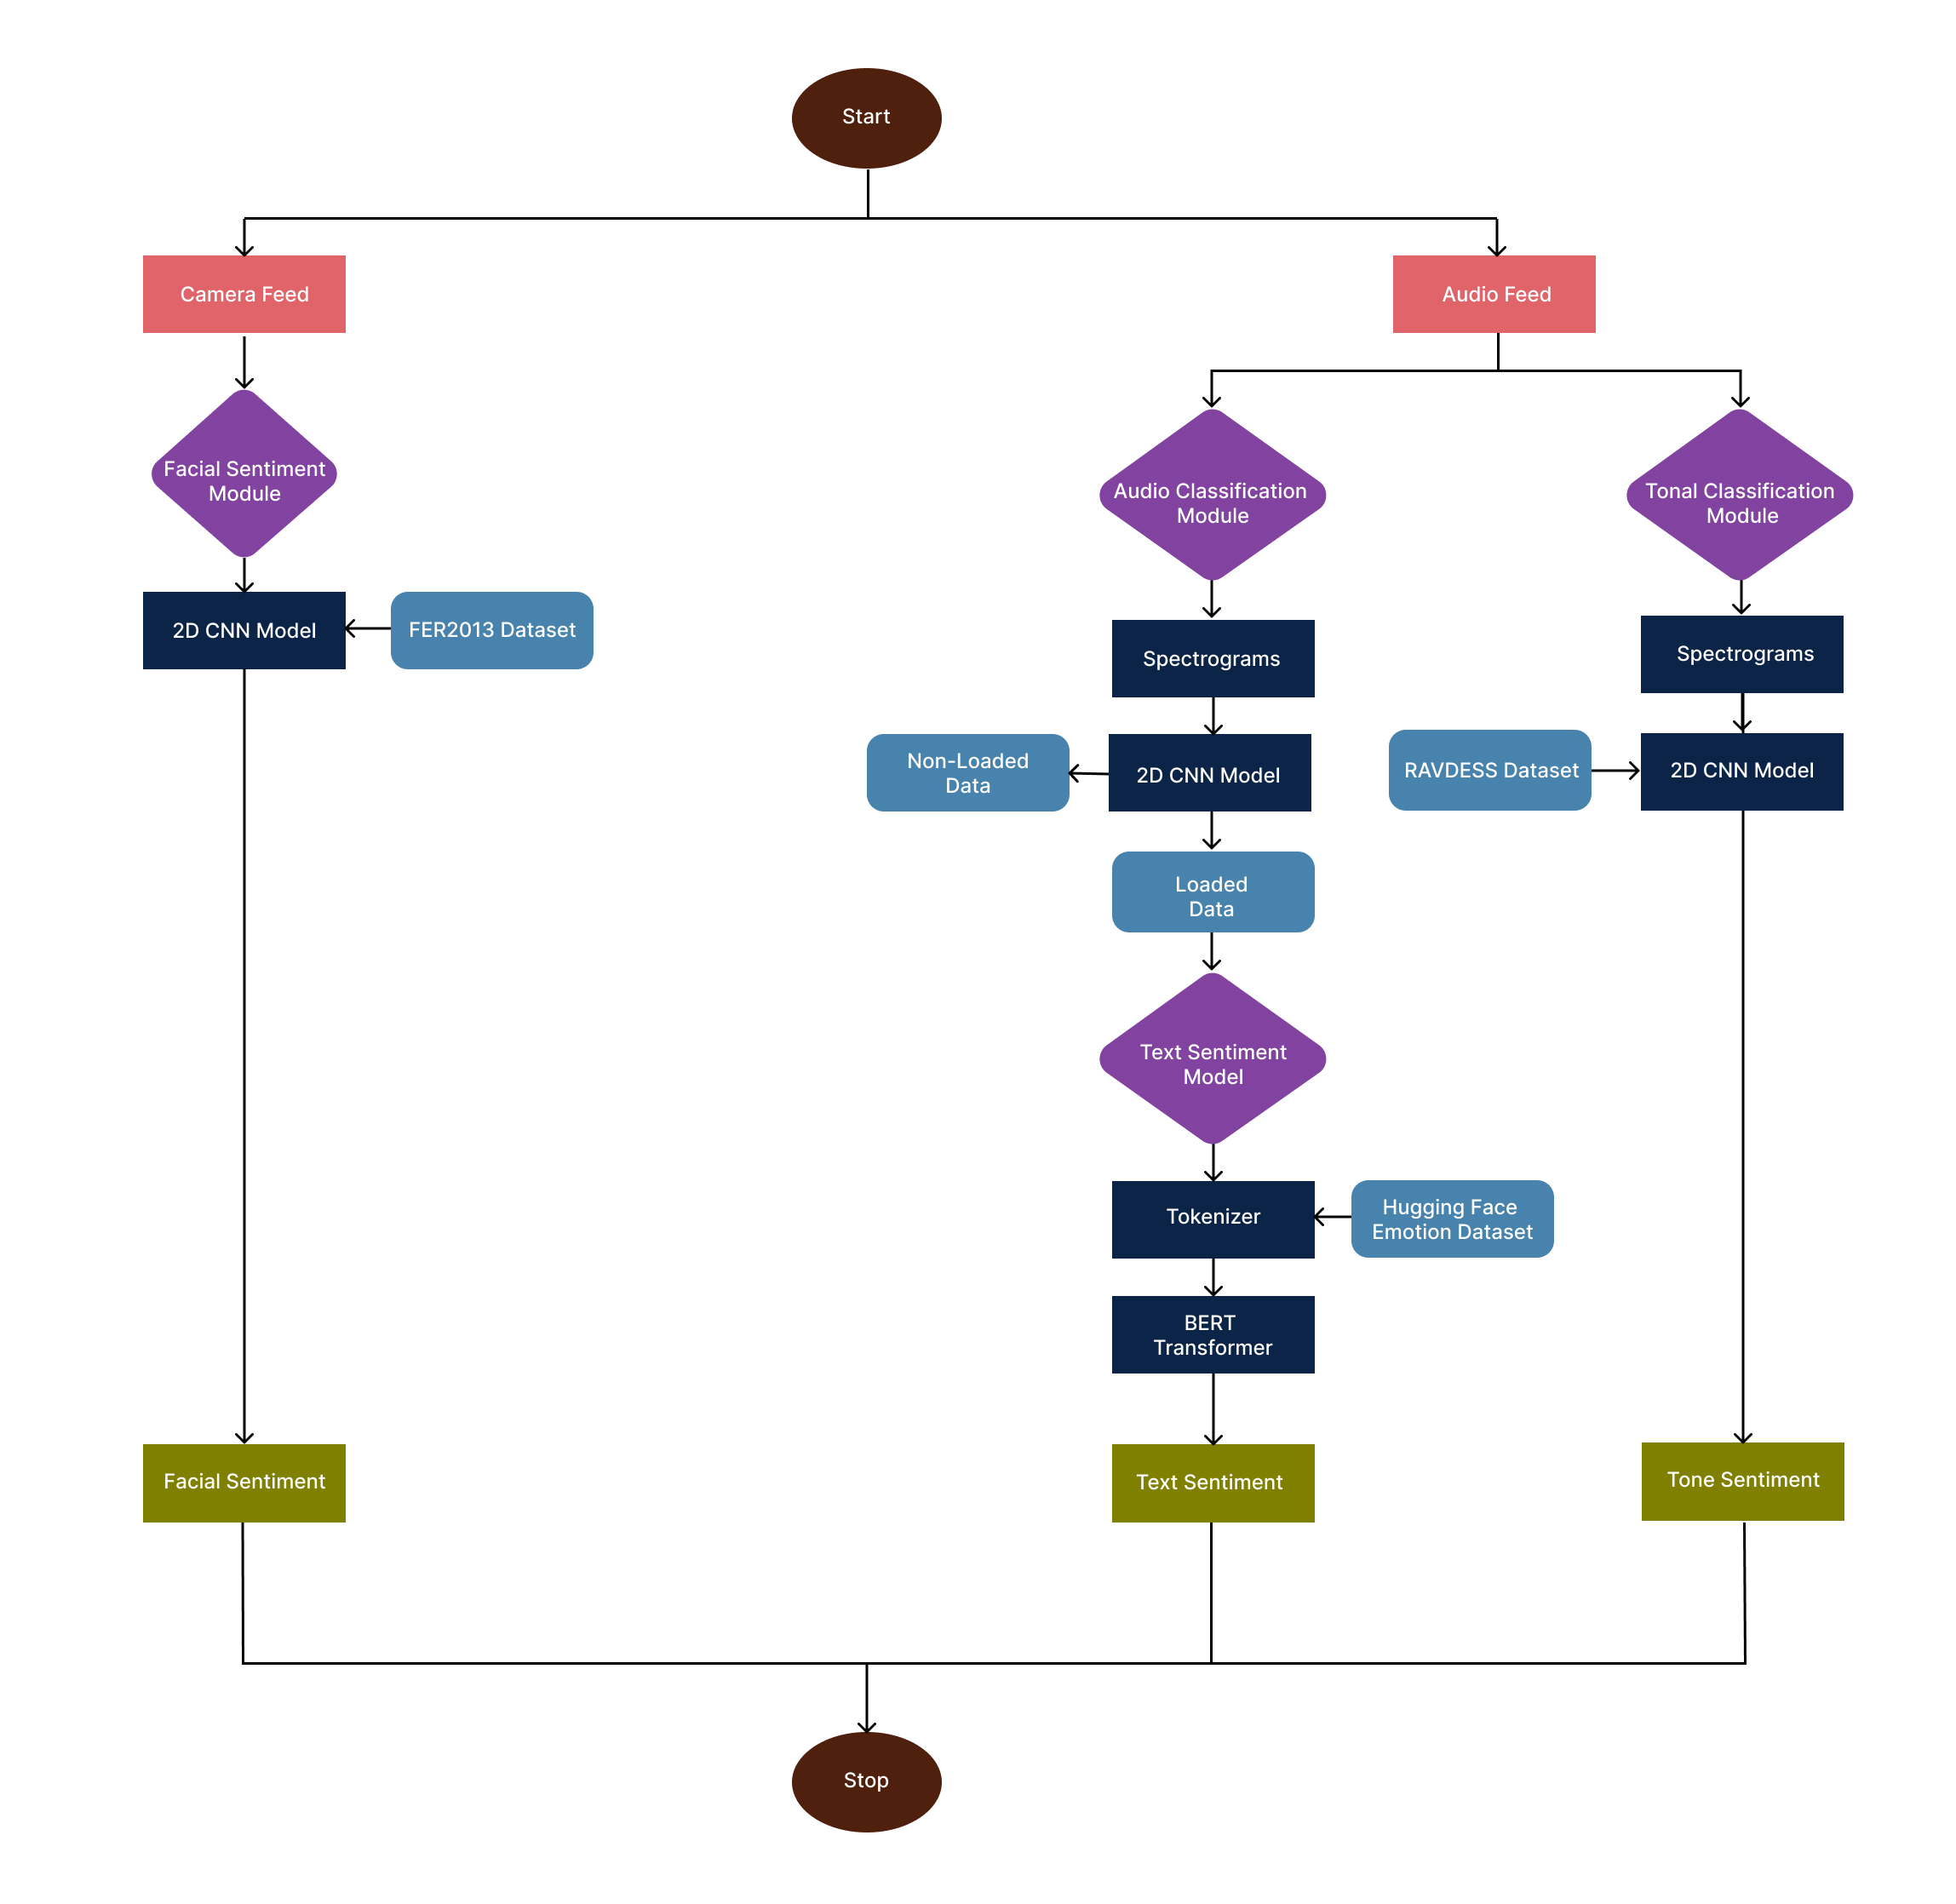 Start
Camera Feed
Audio Feed
Facial Sentiment
Module
Audio Classification
Module
Tonal Classification
Module
2D CNN Model
FER2013 Dataset
Spectrograms
Spectrograms
Non-Loaded
Data
2D CNN Model
RAVDESS Dataset
2D CNN Model
Loaded
Data
Text Sentiment
Model
Tokenizer
Hugging Face
Emotion Dataset
BERT
Transformer
Facial Sentiment
Text Sentiment
Tone Sentiment
Stop